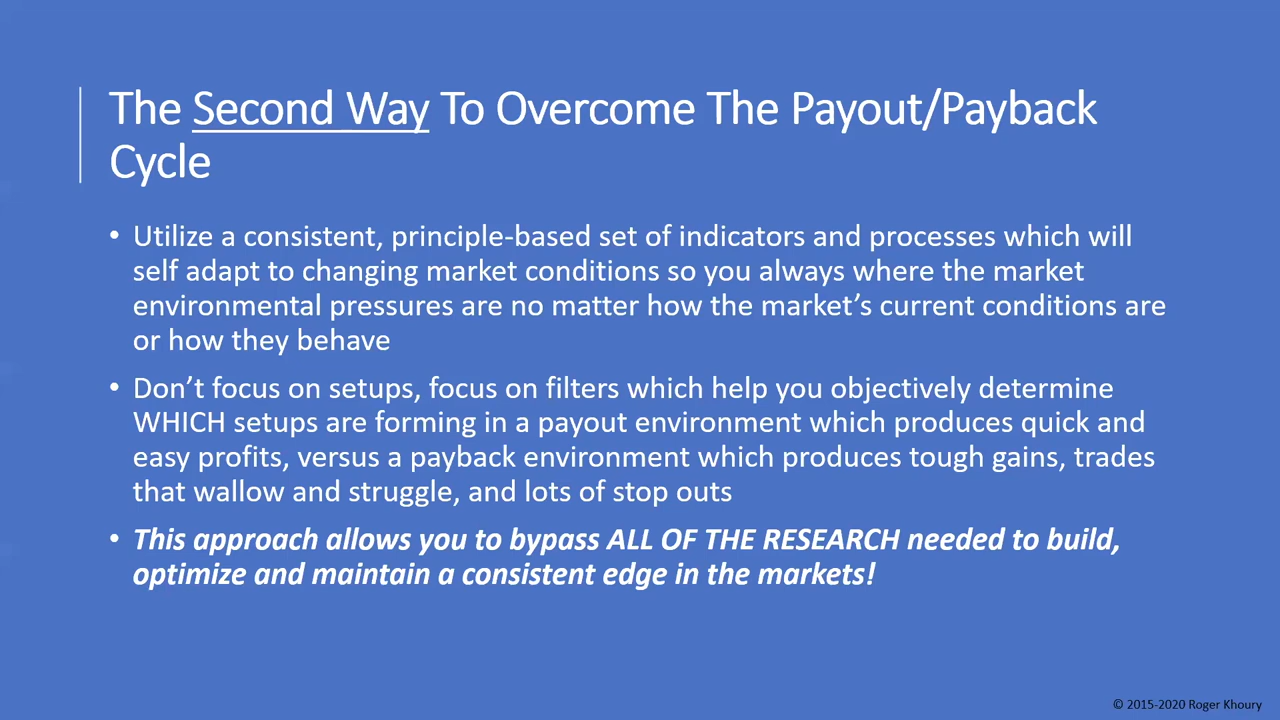 The Second Way To Overcome The Payout/Payback
Cycle
• Utilize a consistent, principle-based set of indicators and processes which will
self adapt to changing market conditions so you always where the market
environmental pressures are no matter how the market's current conditions are
or how they behave
• Don't focus on setups, focus on filters which help you objectively determine
WHICH setups are forming in a payout environment which produces quick and
easy profits, versus a payback environment which produces tough gains, trades
that wallow and struggle, and lots of stop outs
• This approach allows you to bypass ALL OF THE RESEARCH needed to build,
optimize and maintain a consistent edge in the markets!
© 2015-2020 Roger Khoury